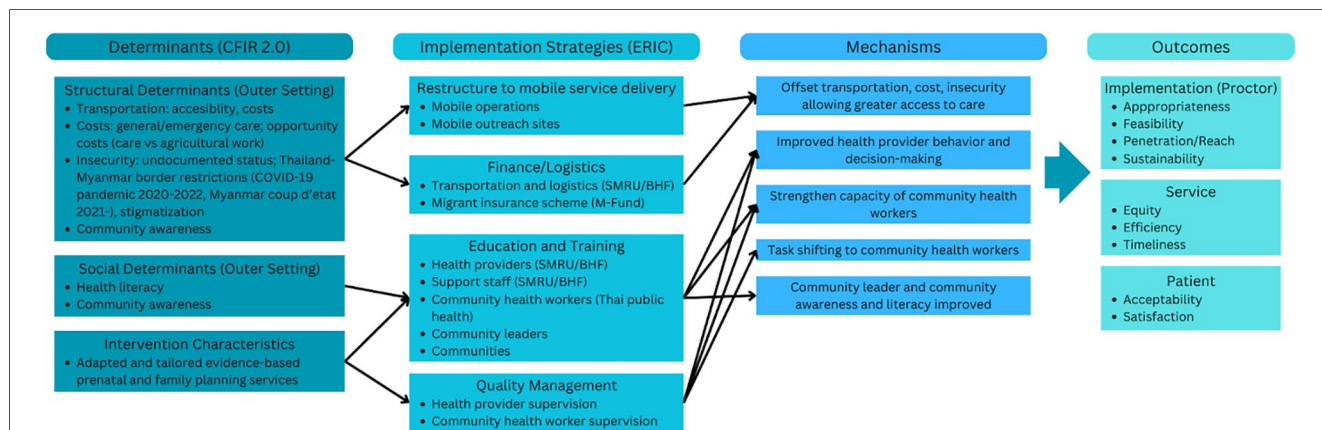 Determinants (CFIR 2.0)
Structural Determinants (Outer Setting)
• Transportation: accesiblity, costs
• Costs: general/emergency care; opportunity
costs (care vs agricultural work)
• Insecurity: undocumented status; Thailand-
Myanmar border restrictions (COVID-19
pandemic 2020-2022, Myanmar coup d'etat
2021-), stigmatization
• Community awareness
Social Determinants (Outer Setting)
• Health literacy
• Community awareness
Intervention Characteristics
• Adapted and tailored evidence-based
prenatal and family planning services
Implementation Strategies (ERIC)
Restructure to mobile service delivery
• Mobile operations
• Mobile outreach sites
Finance/Logistics
• Transportation and logistics (SMRU/BHF)
• Migrant insurance scheme (M-Fund)
Education and Training
• Health providers (SMRU/BHF)
• Support staff (SMRU/BHF)
• Community health workers (Thai public
health)
• Community leaders
• Communities
Quality Management
• Health provider supervision
• Community health worker supervision
Mechanisms
Offset transportation, cost, insecurity
allowing greater access to care
Improved health provider behavior and
decision-making
Strengthen capacity of community health
workers
Task shifting to community health workers
Community leader and community
awareness and literacy improved
Outcomes
Implementation (Proctor)
• Apppropriateness
• Feasibility
• Penetration/Reach
• Sustainability
Service
• Equity
• Efficiency
• Timeliness
Patient
• Acceptability
• Satisfaction